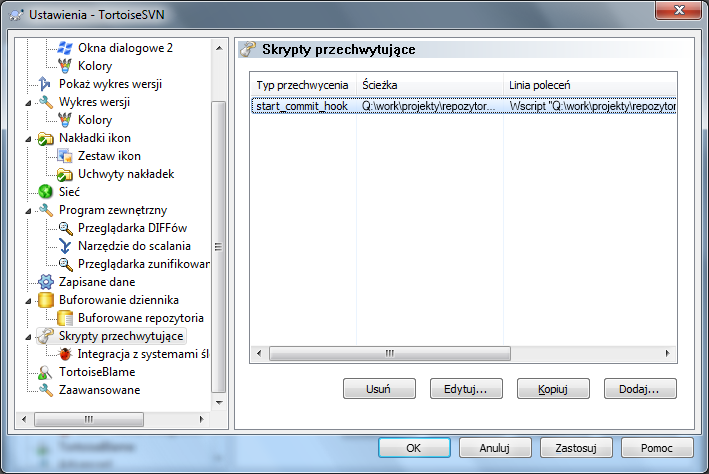 Ustawienia - TortoiseSVN
Okna dialogowe 2
Kolory
Pokaż wykres wersji
Wykres wersji
Kolory
Nakładki ikon
Zestaw ikon
Uchwyty nakładek
Sieć
Program zewnętrzny
Przeglądarka DIFFów
Narzędzie do scalania
Przeglądarka zunifikowan
Zapisane dane
Buforowanie dziennika
Buforowane repozytoria
Skrypty przechwytujące
Integracja z systemami śl
TortoiseBlame
Zaawansowane
Skrypty przechwytujące
Typ przechwycenia Ścieżka Linia poleceń
start_commit_hook Q:\work\projekty\repozytor... Wscript "Q:\work\projekty\repozytor
Usuń Edytuj... Kopiuj Dodaj...
OK Anuluj Zastosuj Pomoc